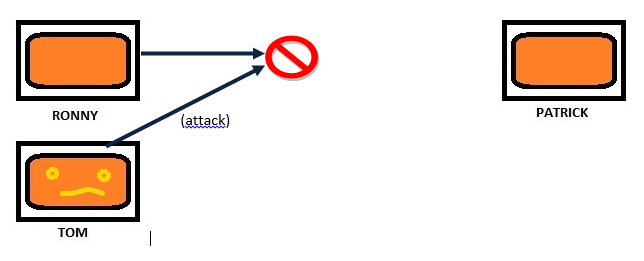 RONNY
PATRICK
(attack)
TOM